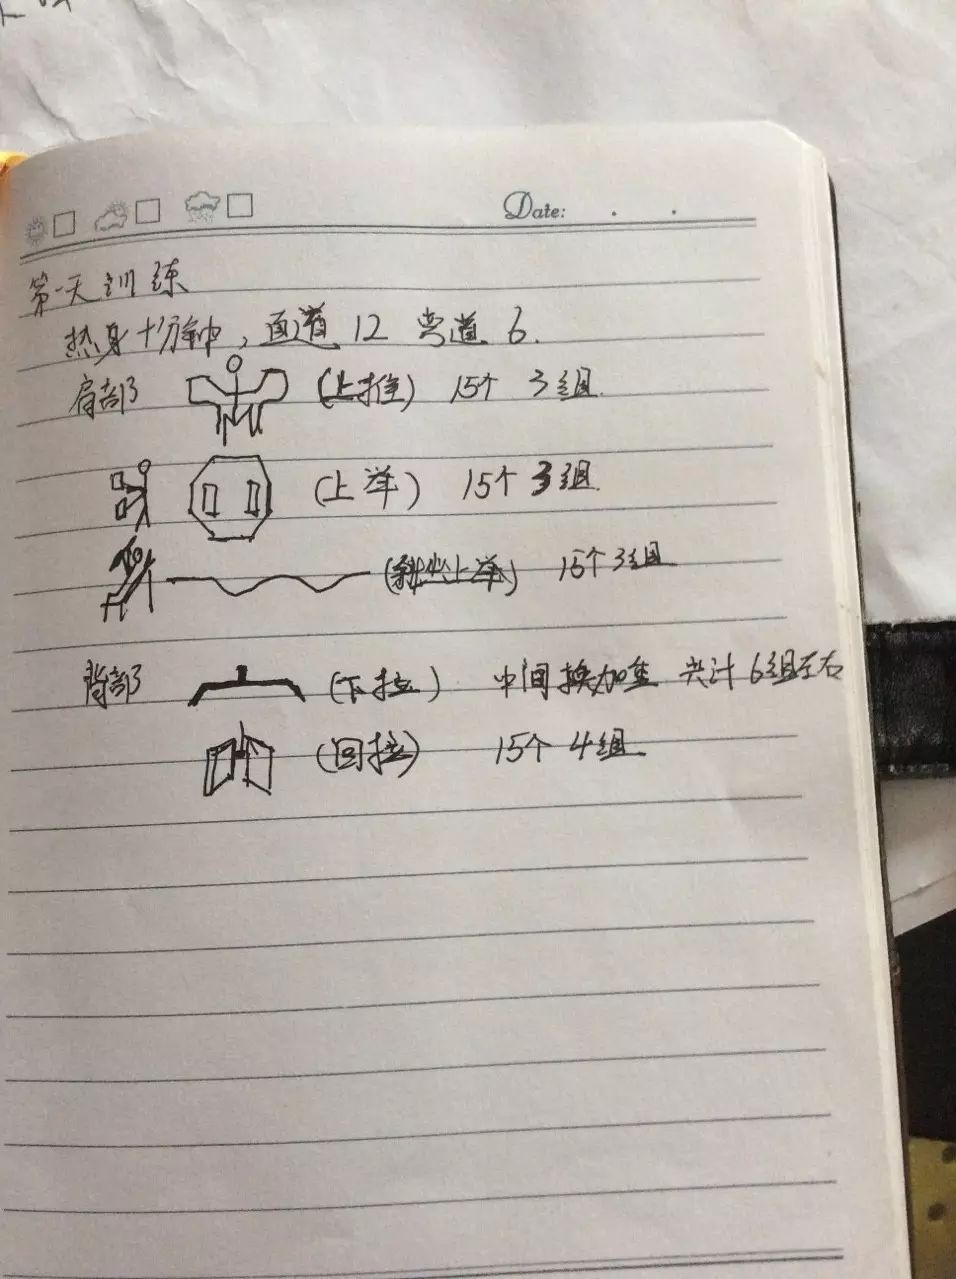 Date:
第一天训练
热身十分钟，直道 12 弯道 6.
肩部 (上推) 15个 3组.
(上举) 15个 3组.
(斜坐上举) 15个 3组
背部 (下拉) 中间换加重 共计6组左右
(回拉) 15个 4组